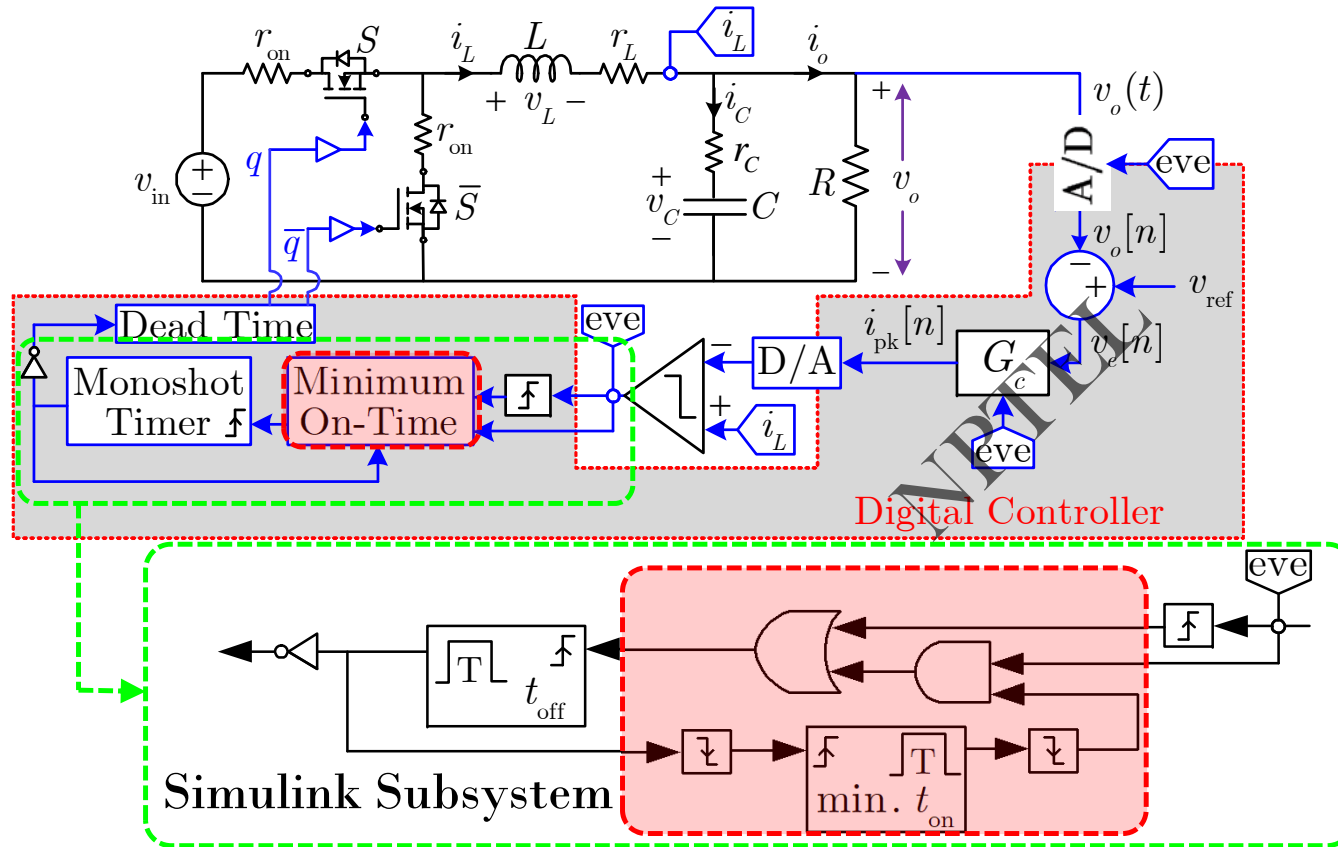 r_on
S
i_L
L
r_L
i_L
i_o
+ v_L −
i_C
+
v_o(t)
q
r_on
r_C
A/D
eve
v_in
+
−
S̅
+
v_C
−
C
R
v_o
q̅
−
v_o[n]
−
+
v_ref
Dead Time
eve
i_pk[n]
v_e[n]
Monoshot
Timer
Minimum
On-Time
−
+
D/A
G_c
i_L
eve
NPTEL
Digital Controller
eve
T
t_off
T
min. t_on
Simulink Subsystem